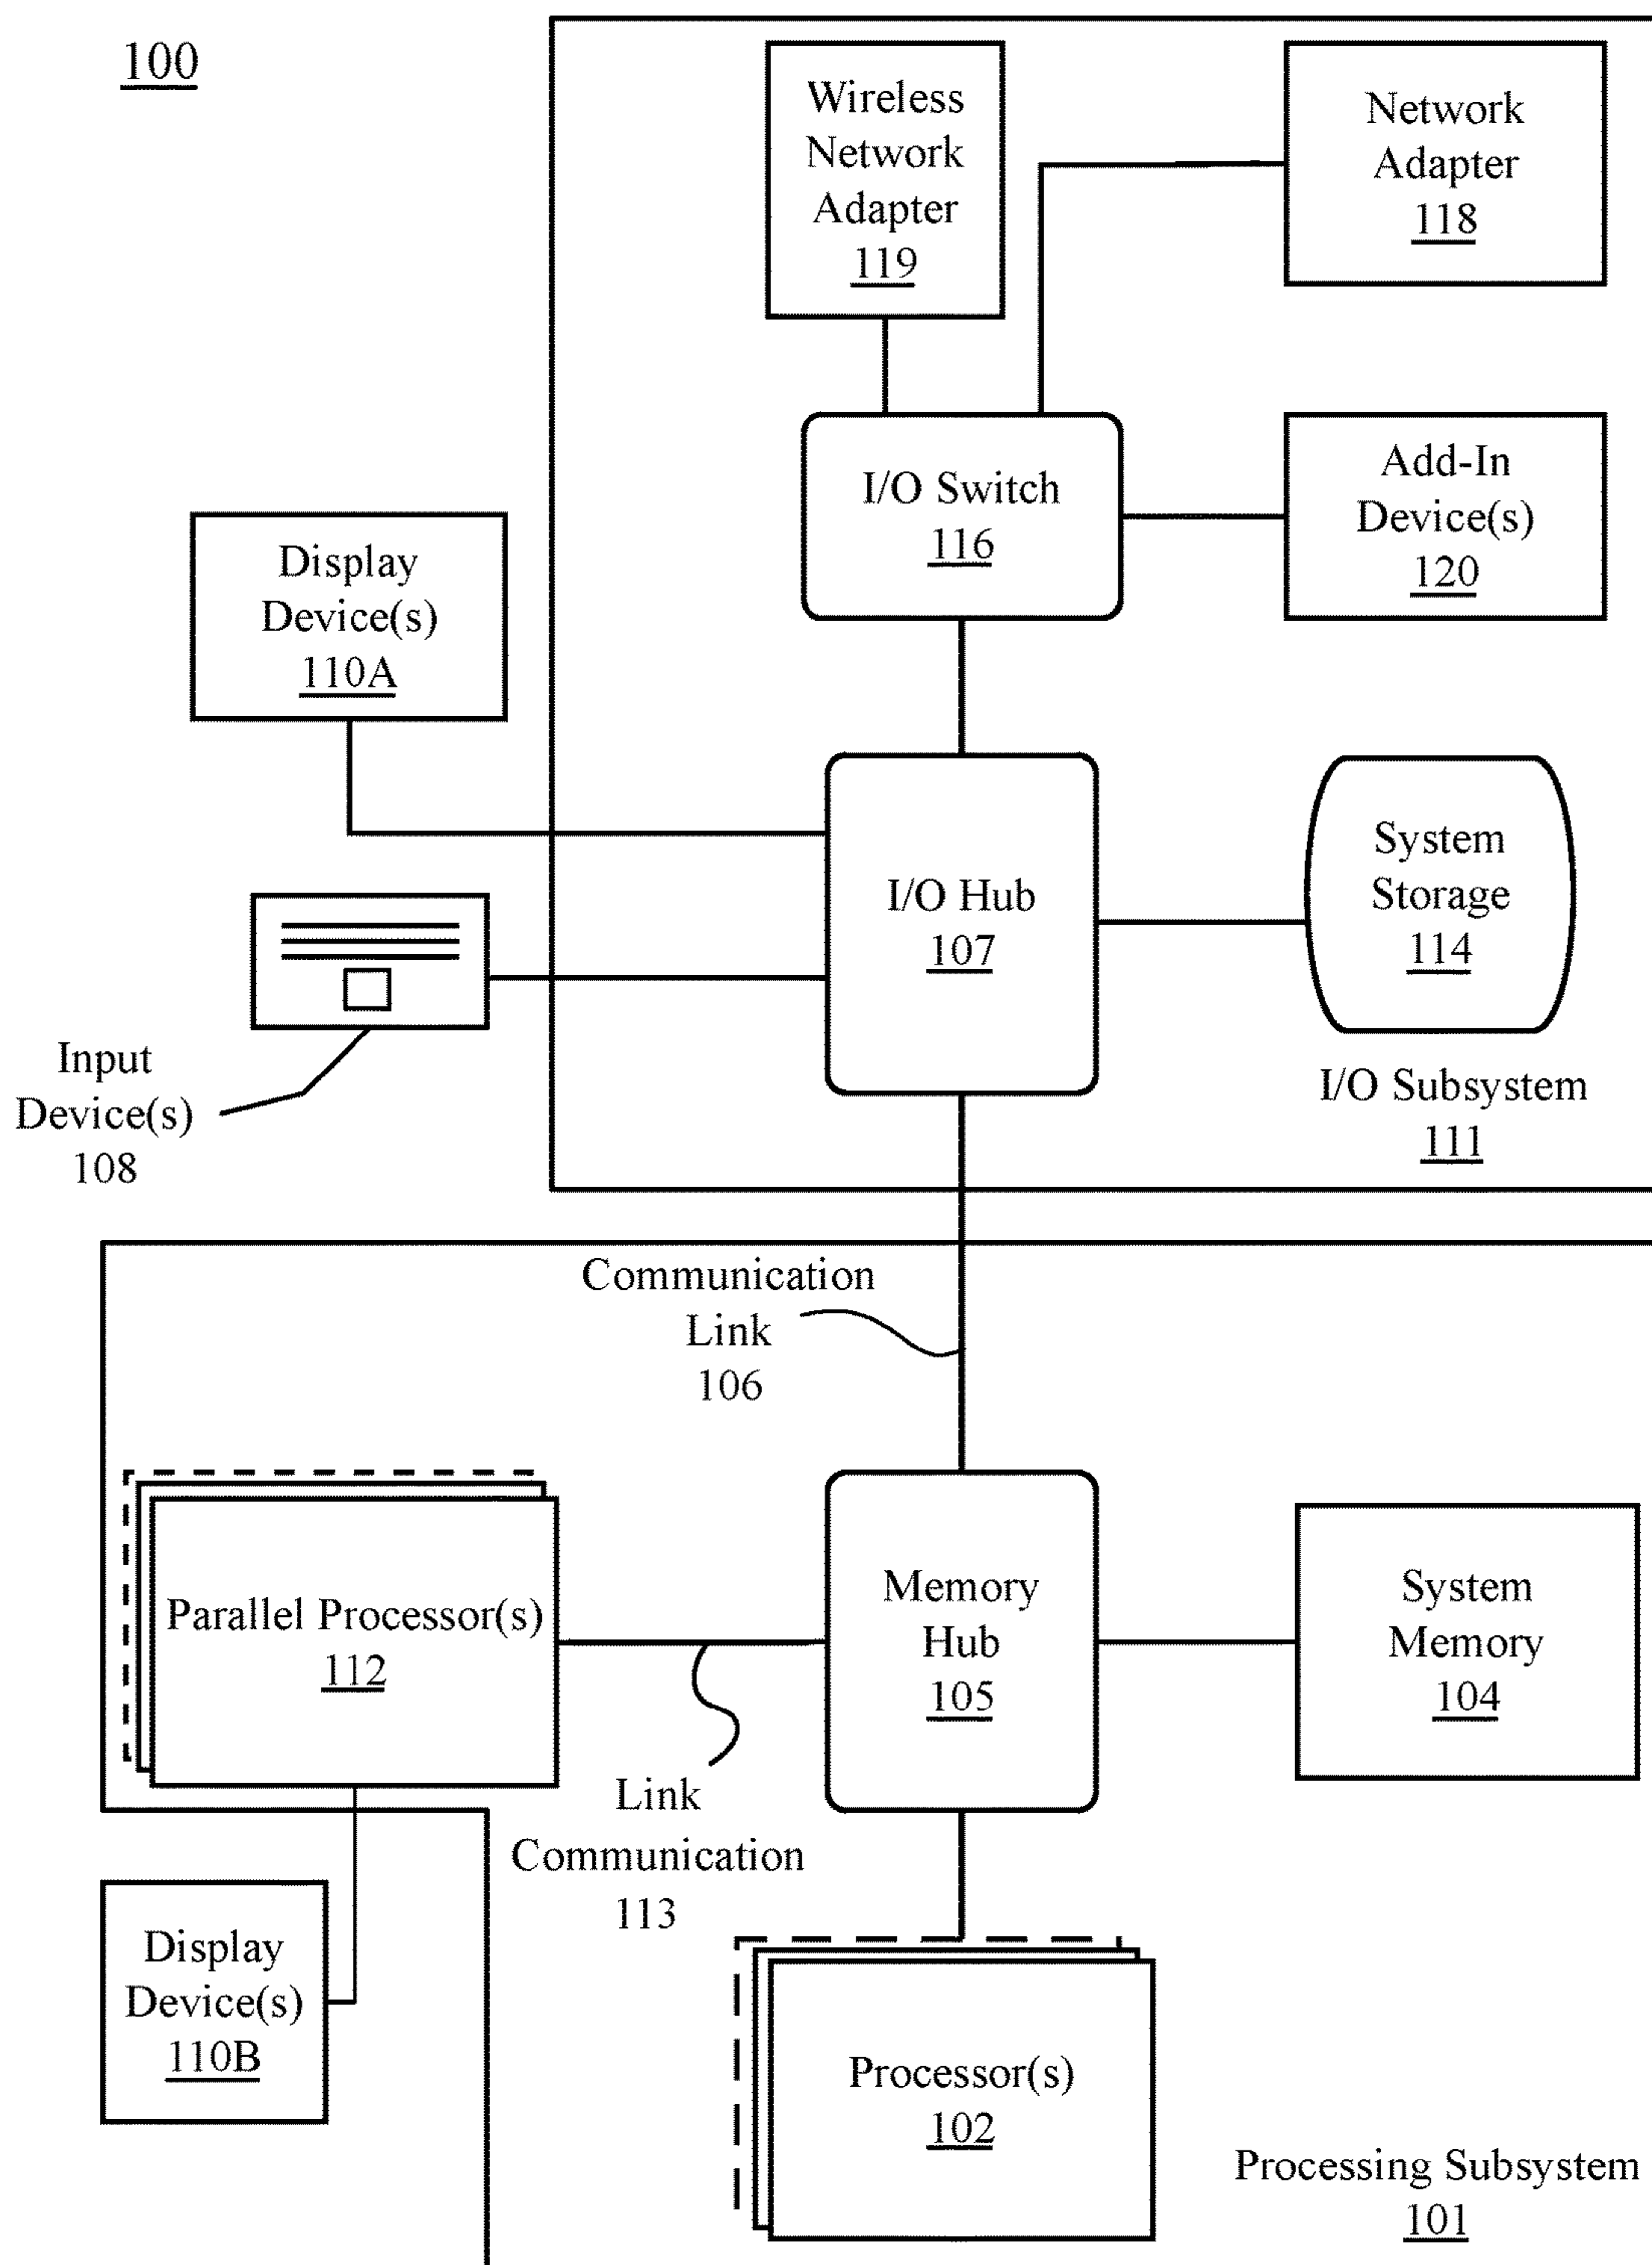 100
Wireless
Network
Adapter
119
Network
Adapter
118
I/O Switch
116
Add-In
Device(s)
120
Display
Device(s)
110A
I/O Hub
107
System
Storage
114
Input
Device(s)
108
I/O Subsystem
111
Communication
Link
106
Parallel Processor(s)
112
Memory
Hub
105
System
Memory
104
Link
Communication
113
Display
Device(s)
110B
Processor(s)
102
Processing Subsystem
101